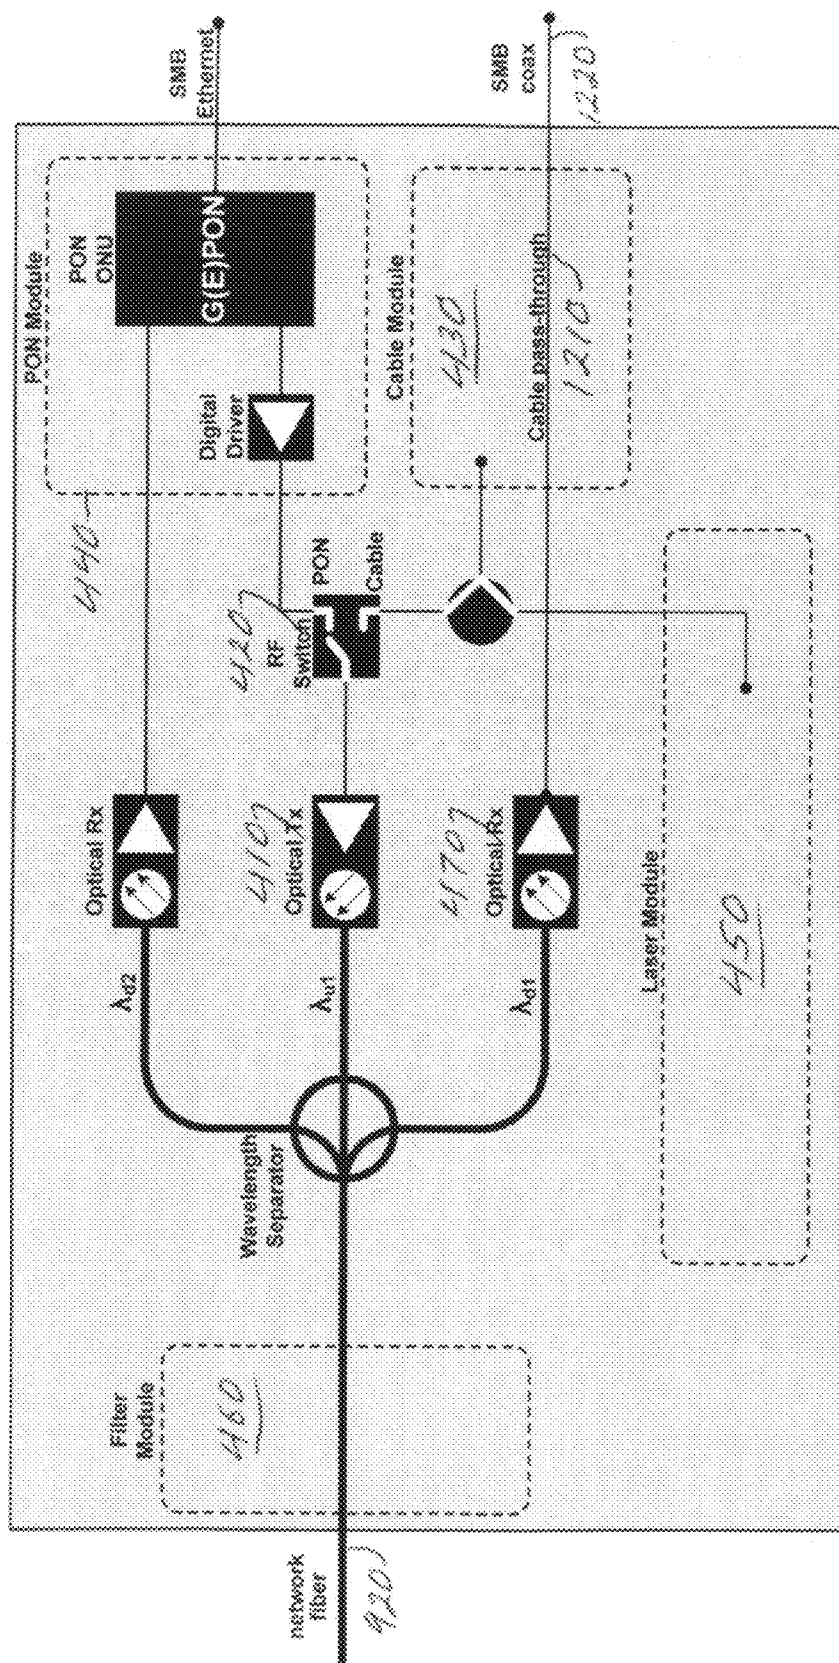 SMB
Ethernet
SMB
coax
1220
PON Module
PON
ONU
G(E)PON
Digital
Driver
440
Cable Module
430
Cable pass-through
1210
420
RF
Switch
PON
Cable
Optical Rx
410
Optical Tx
470
Optical Rx
λd2
λu1
λd1
Laser Module
450
Wavelength
Separator
Filter
Module
460
network
fiber
920